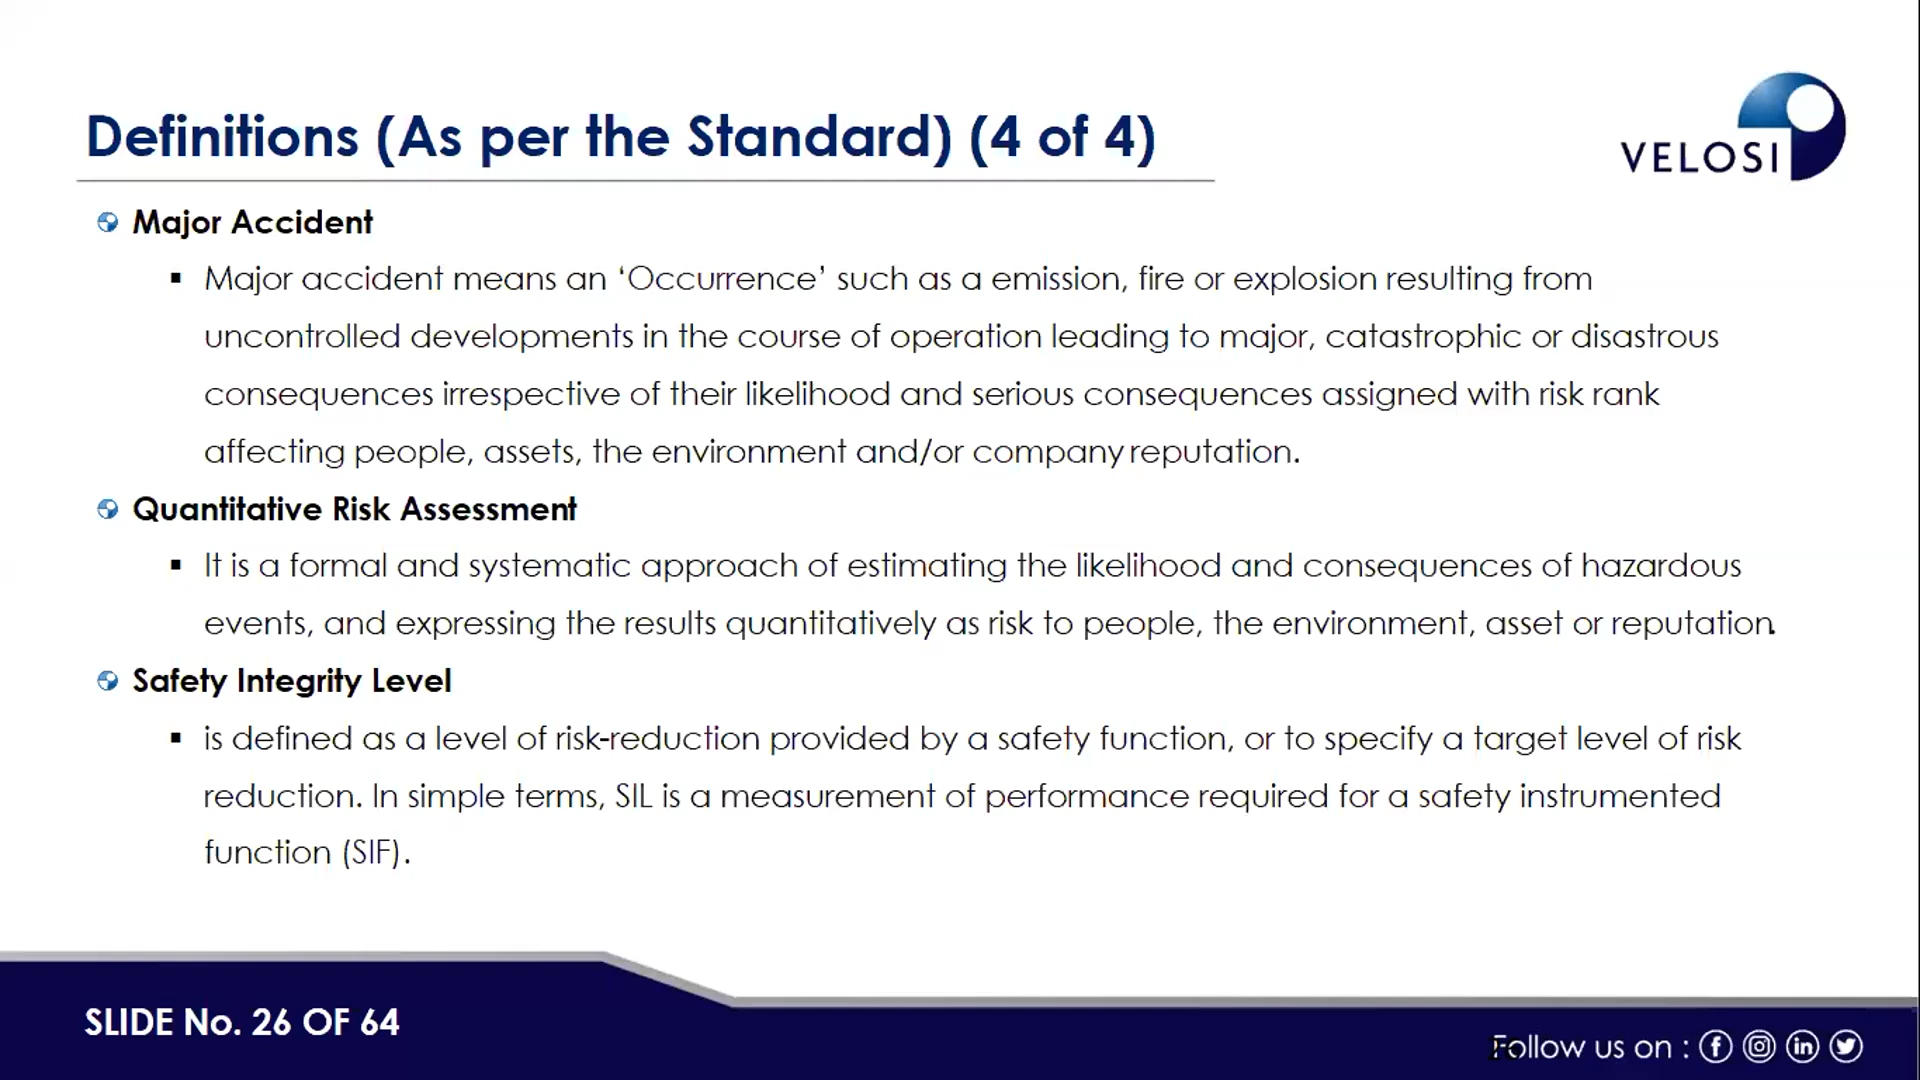 Definitions (As per the Standard) (4 of 4)
VELOSI
Major Accident
Major accident means an ‘Occurrence’ such as a emission, fire or explosion resulting from
uncontrolled developments in the course of operation leading to major, catastrophic or disastrous
consequences irrespective of their likelihood and serious consequences assigned with risk rank
affecting people, assets, the environment and/or company reputation.
Quantitative Risk Assessment
It is a formal and systematic approach of estimating the likelihood and consequences of hazardous
events, and expressing the results quantitatively as risk to people, the environment, asset or reputation.
Safety Integrity Level
is defined as a level of risk-reduction provided by a safety function, or to specify a target level of risk
reduction. In simple terms, SIL is a measurement of performance required for a safety instrumented
function (SIF).
SLIDE No. 26 OF 64
Follow us on :